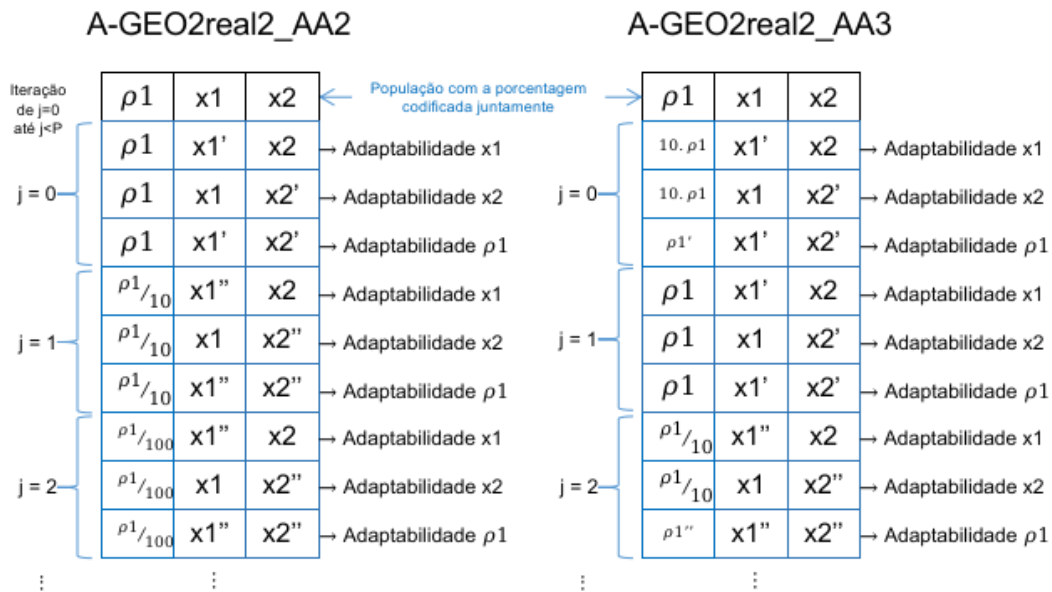 A-GEO2real2_AA2
A-GEO2real2_AA3
Iteração
de j=0
até j<P
ρ1 x1 x2
População com a porcentagem
codificada juntamente
ρ1 x1 x2
j = 0
ρ1 x1’ x2 → Adaptabilidade x1
ρ1 x1 x2’ → Adaptabilidade x2
ρ1 x1’ x2’ → Adaptabilidade ρ1
j = 1
ρ1/10 x1” x2 → Adaptabilidade x1
ρ1/10 x1 x2” → Adaptabilidade x2
ρ1/10 x1” x2” → Adaptabilidade ρ1
j = 2
ρ1/100 x1” x2 → Adaptabilidade x1
ρ1/100 x1 x2” → Adaptabilidade x2
ρ1/100 x1” x2” → Adaptabilidade ρ1
⋮ ⋮
j = 0
10. ρ1 x1’ x2 → Adaptabilidade x1
10. ρ1 x1 x2’ → Adaptabilidade x2
ρ1' x1’ x2’ → Adaptabilidade ρ1
j = 1
ρ1 x1’ x2 → Adaptabilidade x1
ρ1 x1 x2’ → Adaptabilidade x2
ρ1 x1’ x2’ → Adaptabilidade ρ1
j = 2
ρ1/10 x1” x2 → Adaptabilidade x1
ρ1/10 x1 x2” → Adaptabilidade x2
ρ1'' x1” x2” → Adaptabilidade ρ1
⋮ ⋮